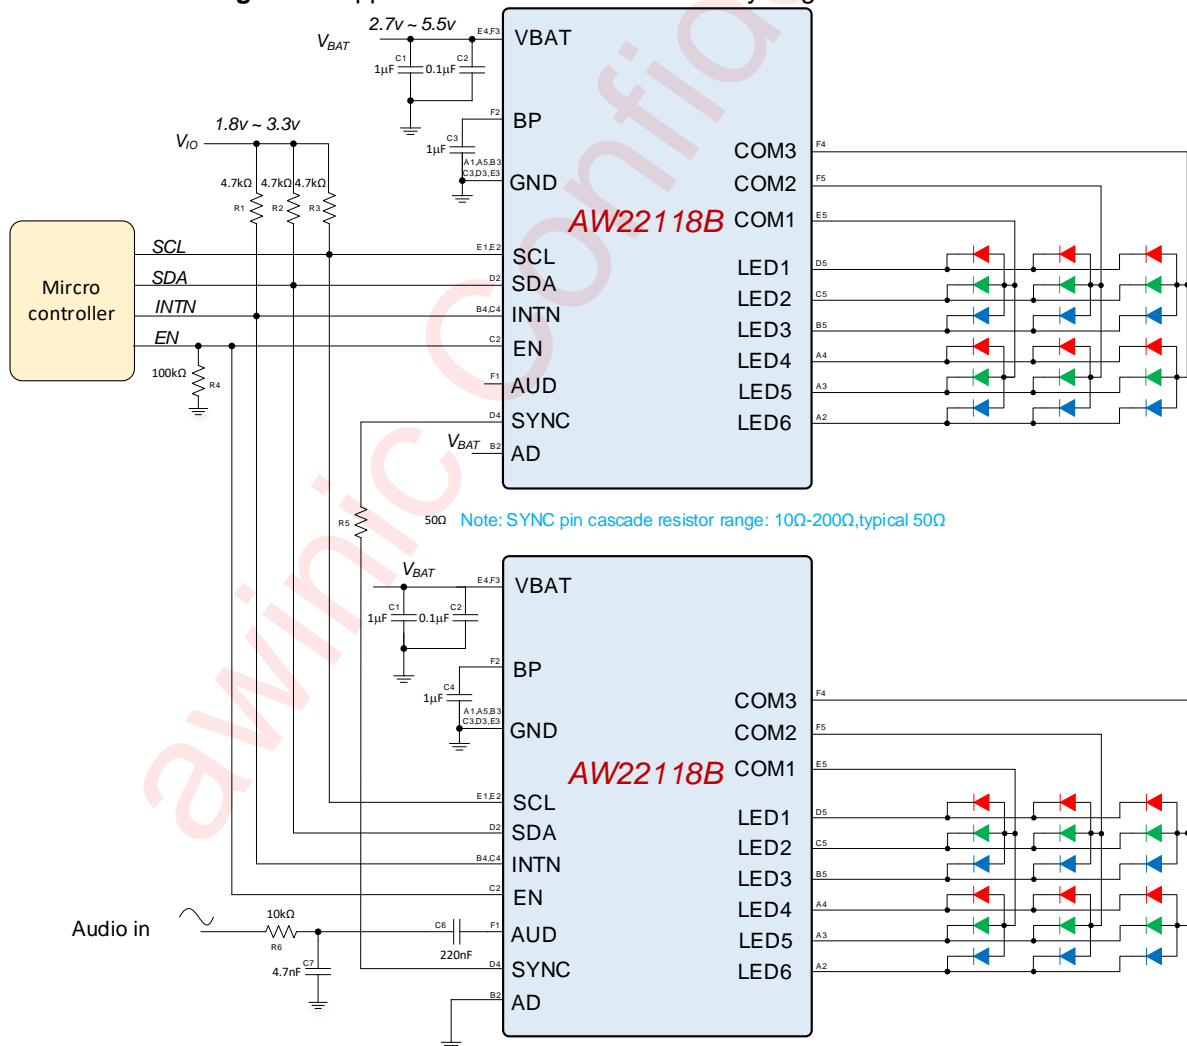 2.7v ~ 5.5v
VBAT
E4,F3
VBAT
C1
C2
1µF
0.1µF
F2
BP
C3
1µF
A1,A5,B3
C3,D3,E3
GND
1.8v ~ 3.3v
VIO
4.7kΩ 4.7kΩ 4.7kΩ
R1
R2
R3
COM3
F4
COM2
F5
AW22118B
COM1
E5
Mircro
controller
SCL
E1,E2
SCL
SDA
D2
SDA
INTN
B4,C4
INTN
EN
C2
EN
100kΩ
R4
F1
AUD
D4
SYNC
VBAT
B2
AD
LED1
D5
LED2
C5
LED3
B5
LED4
A4
LED5
A3
LED6
A2
R5
50Ω
Note: SYNC pin cascade resistor range: 10Ω-200Ω,typical 50Ω
VBAT
E4,F3
VBAT
C1
C2
1µF
0.1µF
F2
BP
C4
1µF
A1,A5,B3
C3,D3,E3
GND
COM3
F4
COM2
F5
AW22118B
COM1
E5
E1,E2
SCL
D2
SDA
B4,C4
INTN
C2
EN
Audio in
10kΩ
R6
C7
4.7nF
C6
220nF
F1
AUD
D4
SYNC
B2
AD
LED1
D5
LED2
C5
LED3
B5
LED4
A4
LED5
A3
LED6
A2
awinic Confid